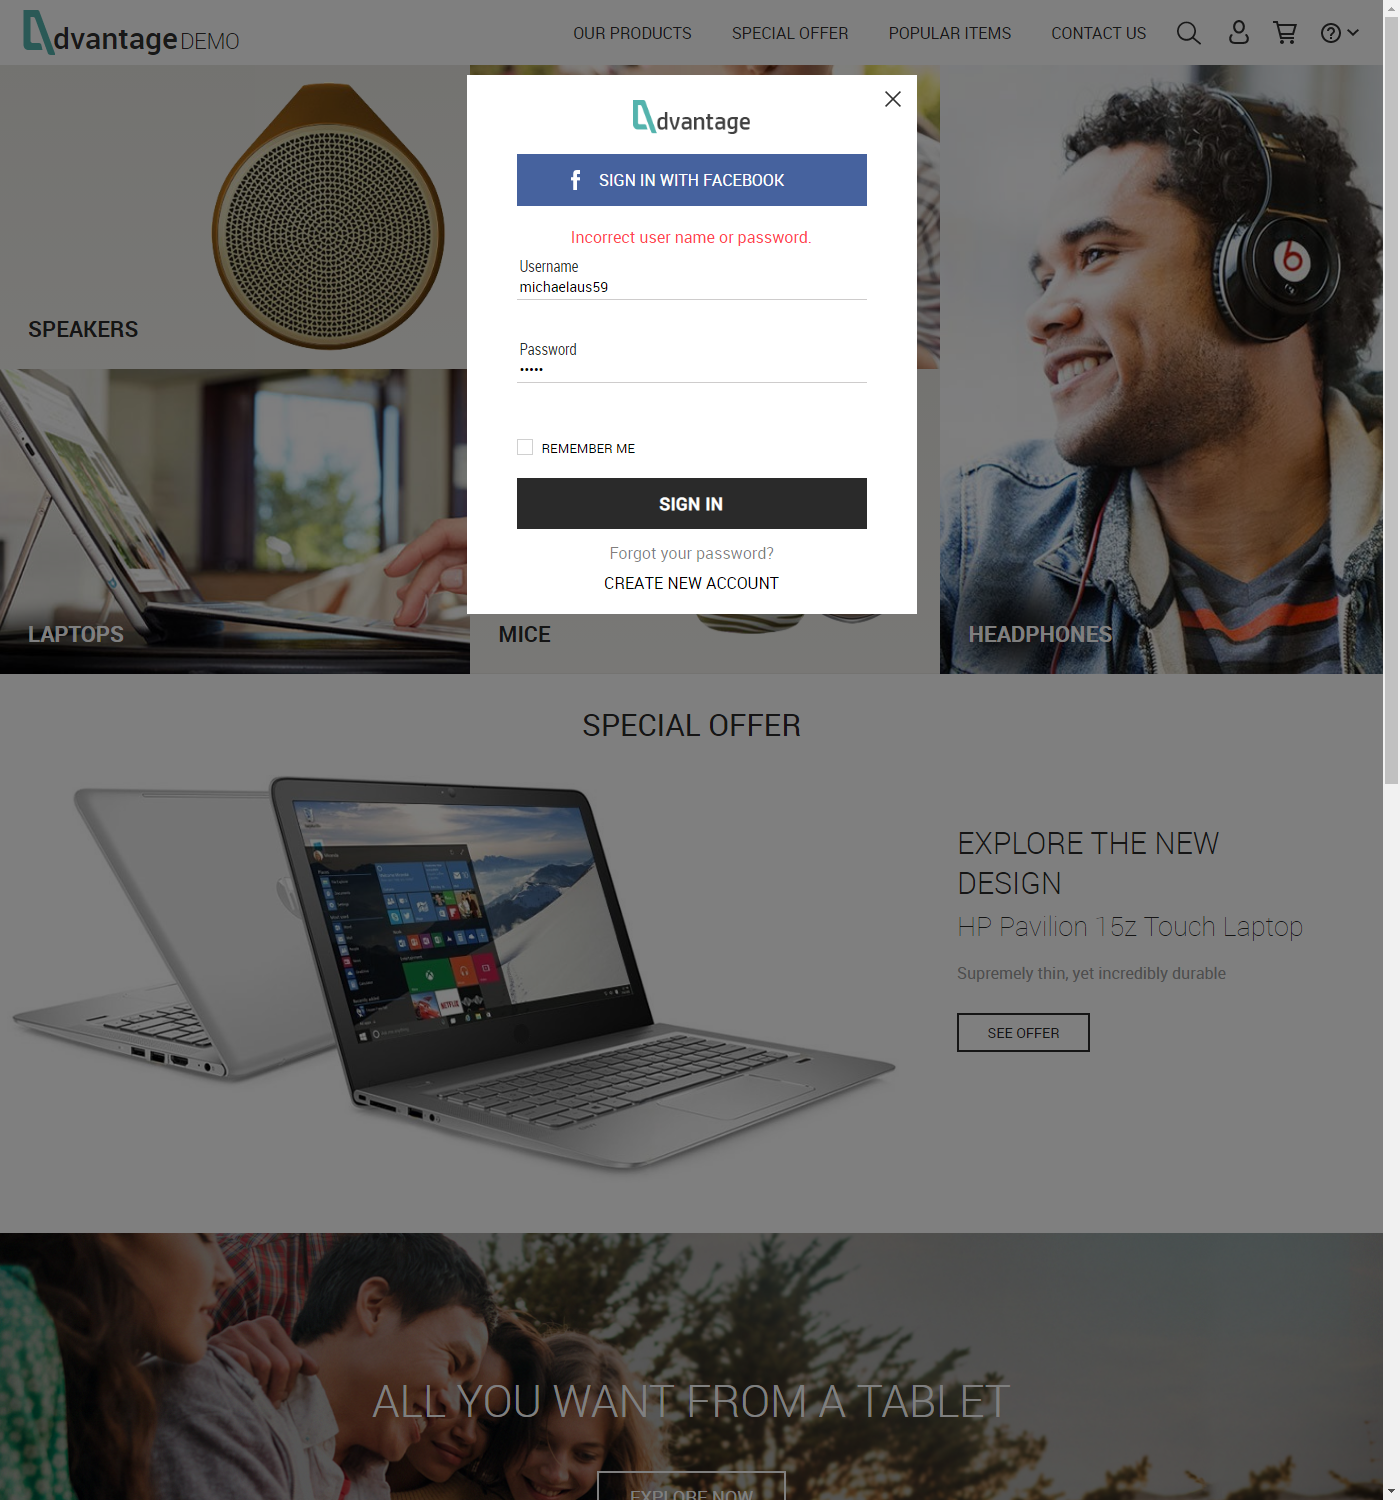 dvantage DEMO
OUR PRODUCTS
SPECIAL OFFER
POPULAR ITEMS
CONTACT US
dvantage
SIGN IN WITH FACEBOOK
Incorrect user name or password.
Username
michaelaus59
Password
•••••
REMEMBER ME
SIGN IN
Forgot your password?
CREATE NEW ACCOUNT
SPEAKERS
LAPTOPS
MICE
HEADPHONES
SPECIAL OFFER
EXPLORE THE NEW
DESIGN
HP Pavilion 15z Touch Laptop
Supremely thin, yet incredibly durable
SEE OFFER
NETFLIX
ALL YOU WANT FROM A TABLET
EXPLORE NOW